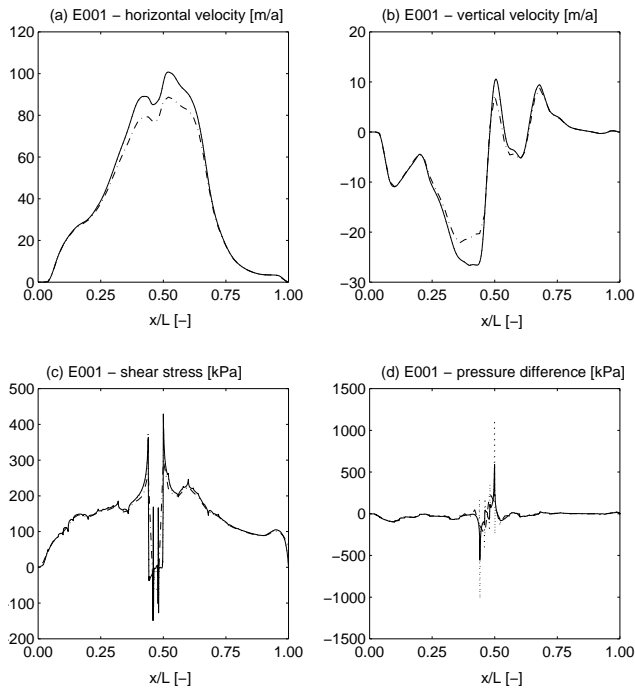 (a) E001 – horizontal velocity [m/a]
120
100
80
60
40
20
0
0.00 0.25 0.50 0.75 1.00
x/L [–]
(b) E001 – vertical velocity [m/a]
20
10
0
−10
−20
−30
0.00 0.25 0.50 0.75 1.00
x/L [–]
(c) E001 – shear stress [kPa]
500
400
300
200
100
0
100
200
0.00 0.25 0.50 0.75 1.00
x/L [–]
(d) E001 – pressure difference [kPa]
1500
1000
500
0
−500
−1000
−1500
0.00 0.25 0.50 0.75 1.00
x/L [–]